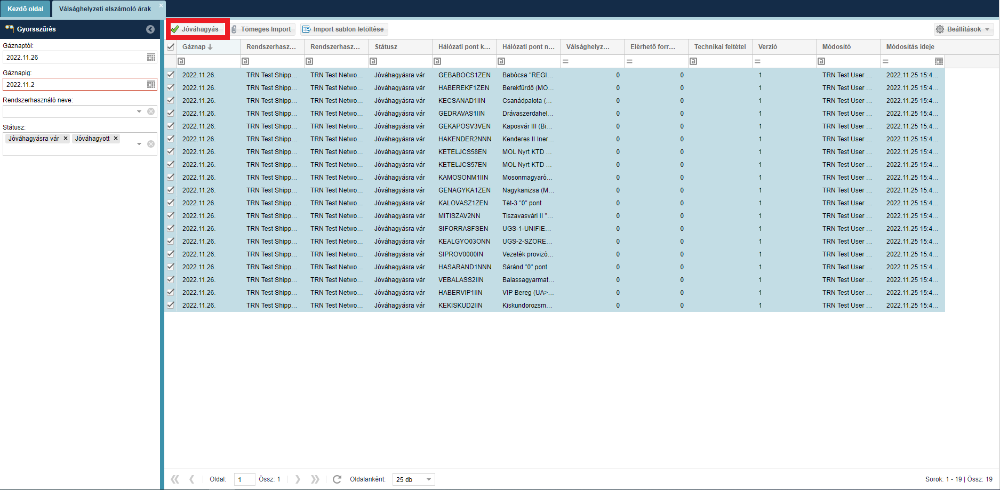 Kezdő oldal
Válsághelyzeti elszámoló árak
Gyorsszűrés
Gáznaptól:
2022.11.26
Gáznapig:
2022.11.2
Rendszerhasználó neve:
Státusz:
Jóváhagyásra vár Jóváhagyott
Jóváhagyás Tömeges Import Import sablon letöltése Beállítások
Gáznap Rendszerhasz... Rendszerhasz... Státusz Hálózati pont k... Hálózati pont n... Válsághelyz... Elérhető forr... Technikai feltétel Verzió Módosító Módosítás ideje
2022.11.26. TRN Test Shipp... TRN Test Netwo... Jóváhagyásra vár GEBABOCS1ZEN Babócsa "REGI... 0 0 1 TRN Test User ... 2022.11.25 15:4...
2022.11.26. TRN Test Shipp... TRN Test Netwo... Jóváhagyásra vár HABEREKF1ZEN Berekfürdő (MO... 0 0 1 TRN Test User ... 2022.11.25 15:4...
2022.11.26. TRN Test Shipp... TRN Test Netwo... Jóváhagyásra vár KECSANAD1IIN Csanádpalota (... 0 0 1 TRN Test User ... 2022.11.25 15:4...
2022.11.26. TRN Test Shipp... TRN Test Netwo... Jóváhagyásra vár GEDRAVAS1IIN Drávaszerdahel... 0 0 1 TRN Test User ... 2022.11.25 15:4...
2022.11.26. TRN Test Shipp... TRN Test Netwo... Jóváhagyásra vár GEKAPOSV3VEN Kaposvár III (Bi... 0 0 1 TRN Test User ... 2022.11.25 15:4...
2022.11.26. TRN Test Shipp... TRN Test Netwo... Jóváhagyásra vár HAKENDER2NNN Kenderes II Iner... 0 0 1 TRN Test User ... 2022.11.25 15:4...
2022.11.26. TRN Test Shipp... TRN Test Netwo... Jóváhagyásra vár KETELJCS58EN MOL Nyrt KTD ... 0 0 1 TRN Test User ... 2022.11.25 15:4...
2022.11.26. TRN Test Shipp... TRN Test Netwo... Jóváhagyásra vár KETELJCS57EN MOL Nyrt KTD ... 0 0 1 TRN Test User ... 2022.11.25 15:4...
2022.11.26. TRN Test Shipp... TRN Test Netwo... Jóváhagyásra vár KAMOSONM1IIN Mosonmagyaró... 0 0 1 TRN Test User ... 2022.11.25 15:4...
2022.11.26. TRN Test Shipp... TRN Test Netwo... Jóváhagyásra vár GENAGYKA1ZEN Nagykanizsa (M... 0 0 1 TRN Test User ... 2022.11.25 15:4...
2022.11.26. TRN Test Shipp... TRN Test Netwo... Jóváhagyásra vár KALOVASZ1ZEN Tét-3 "0" pont 0 0 1 TRN Test User ... 2022.11.25 15:4...
2022.11.26. TRN Test Shipp... TRN Test Netwo... Jóváhagyásra vár MITISZAV2NN Tiszavasvári II "... 0 0 1 TRN Test User ... 2022.11.25 15:4...
2022.11.26. TRN Test Shipp... TRN Test Netwo... Jóváhagyásra vár SIFORRASFSEN UGS-1-UNIFIE... 0 0 1 TRN Test User ... 2022.11.25 15:4...
2022.11.26. TRN Test Shipp... TRN Test Netwo... Jóváhagyásra vár KEALGYO03ONN UGS-2-SZORE... 0 0 1 TRN Test User ... 2022.11.25 15:4...
2022.11.26. TRN Test Shipp... TRN Test Netwo... Jóváhagyásra vár SIPROV0000IN Vezeték provizó... 0 0 1 TRN Test User ... 2022.11.25 15:4...
2022.11.26. TRN Test Shipp... TRN Test Netwo... Jóváhagyásra vár HASARAND1NNN Sáránd "0" pont 0 0 1 TRN Test User ... 2022.11.25 15:4...
2022.11.26. TRN Test Shipp... TRN Test Netwo... Jóváhagyásra vár VEBALASS2IIN Balassagyarmat... 0 0 1 TRN Test User ... 2022.11.25 15:4...
2022.11.26. TRN Test Shipp... TRN Test Netwo... Jóváhagyásra vár HABERVIP1IIN VIP Bereg (UA>... 0 0 1 TRN Test User ... 2022.11.25 15:4...
2022.11.26. TRN Test Shipp... TRN Test Netwo... Jóváhagyásra vár KEKISKUD2IIN Kiskundorozsm... 0 0 1 TRN Test User ... 2022.11.25 15:4...
Oldal: 1 Össz: 1 Oldalanként: 25 db Sorok: 1 - 19 | Össz: 19